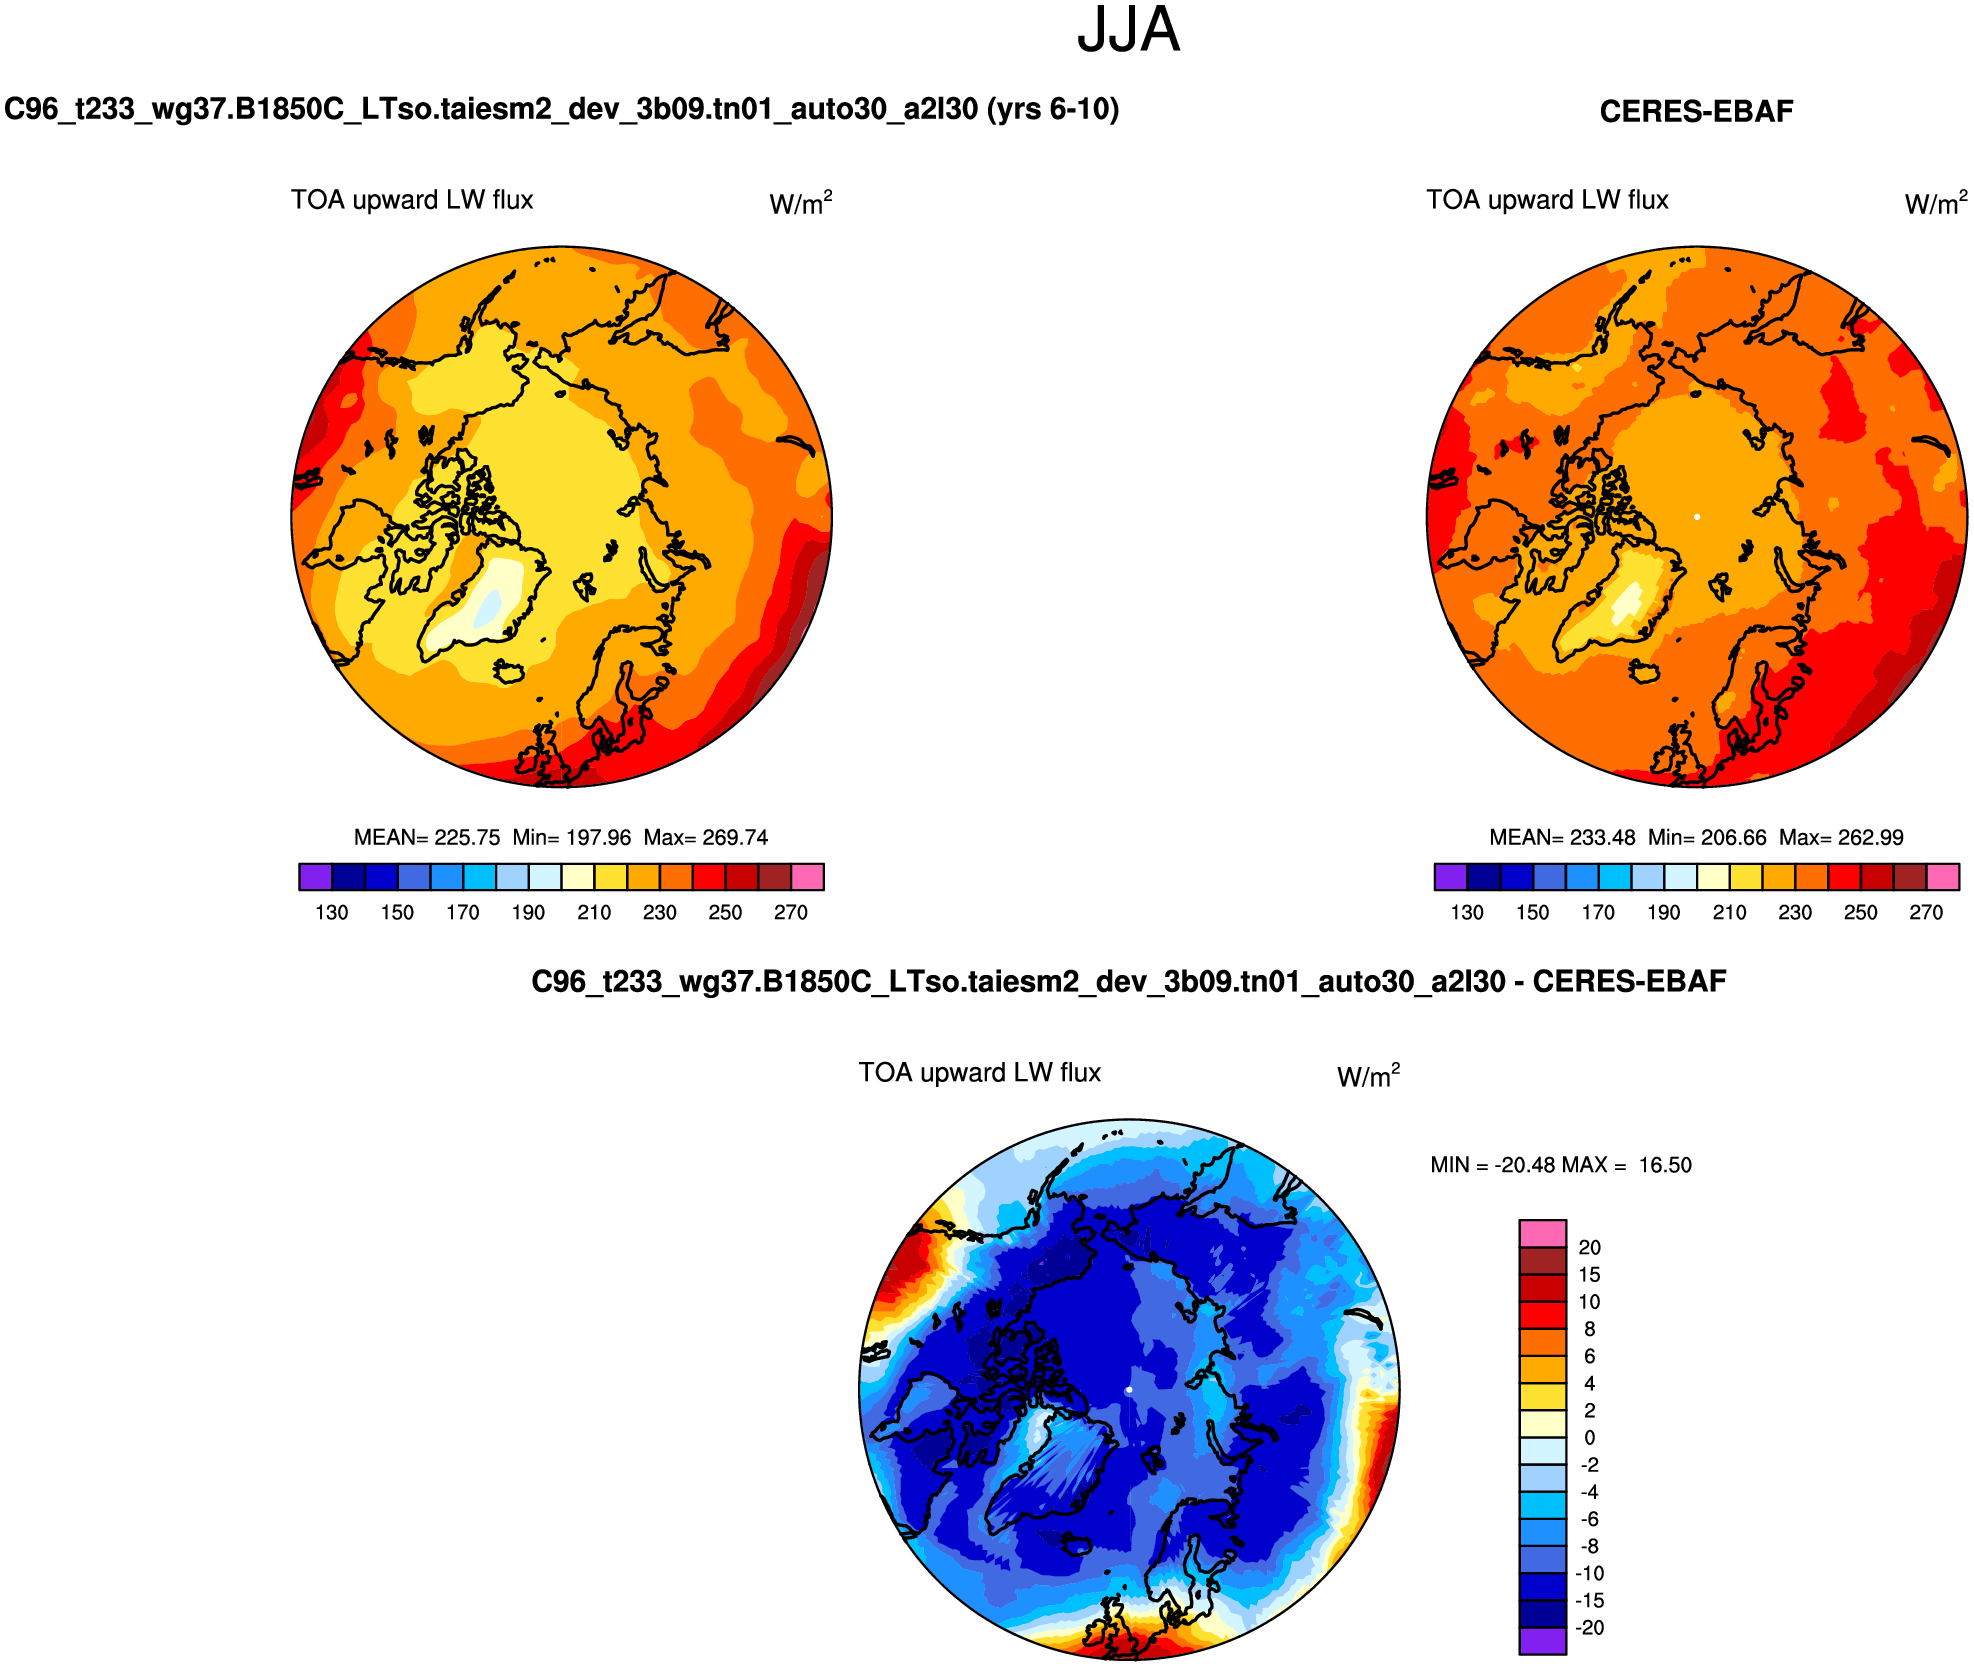 JJA
C96_t233_wg37.B1850C_LTso.taiesm2_dev_3b09.tn01_auto30_a2l30 (yrs 6-10)
CERES-EBAF
TOA upward LW flux W/m2
TOA upward LW flux W/m2
MEAN= 225.75 Min= 197.96 Max= 269.74
130 150 170 190 210 230 250 270
MEAN= 233.48 Min= 206.66 Max= 262.99
130 150 170 190 210 230 250 270
C96_t233_wg37.B1850C_LTso.taiesm2_dev_3b09.tn01_auto30_a2l30 - CERES-EBAF
TOA upward LW flux W/m2
MIN = -20.48 MAX = 16.50
20
15
10
8
6
4
2
0
-2
-4
-6
-8
-10
-15
-20